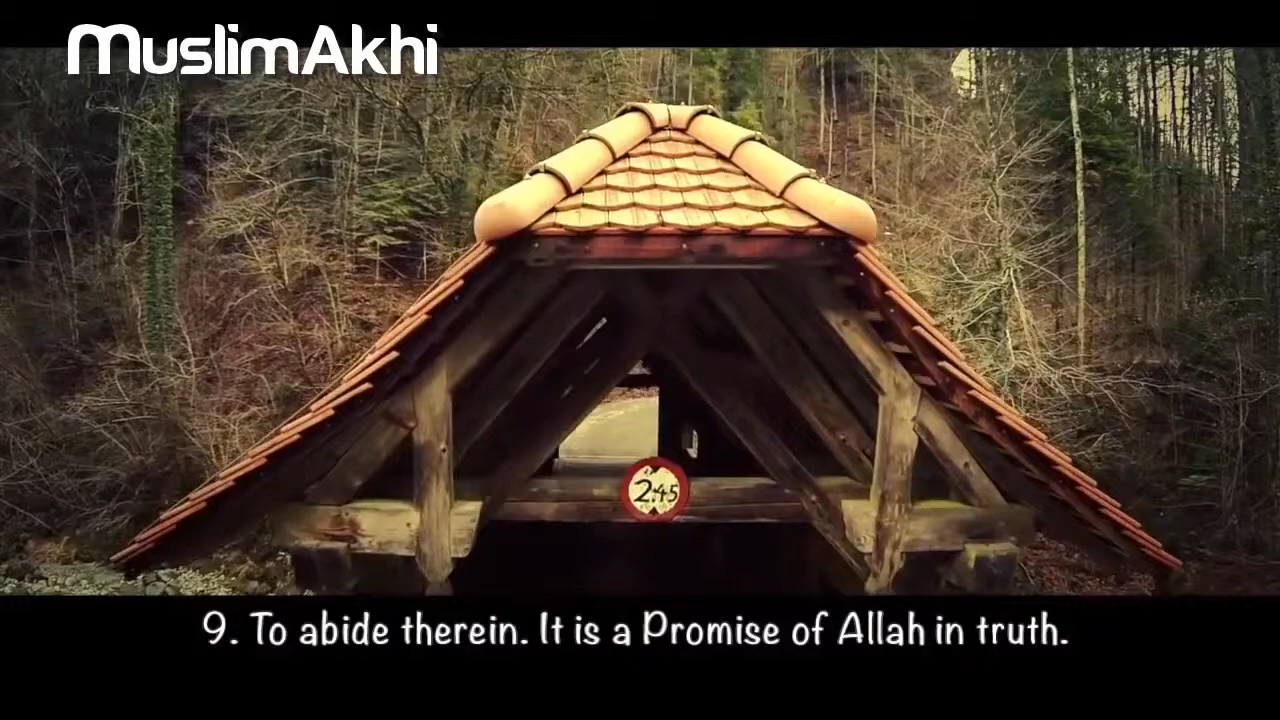 MuslimAkhi
2.45
9. To abide therein. It is a Promise of Allah in truth.